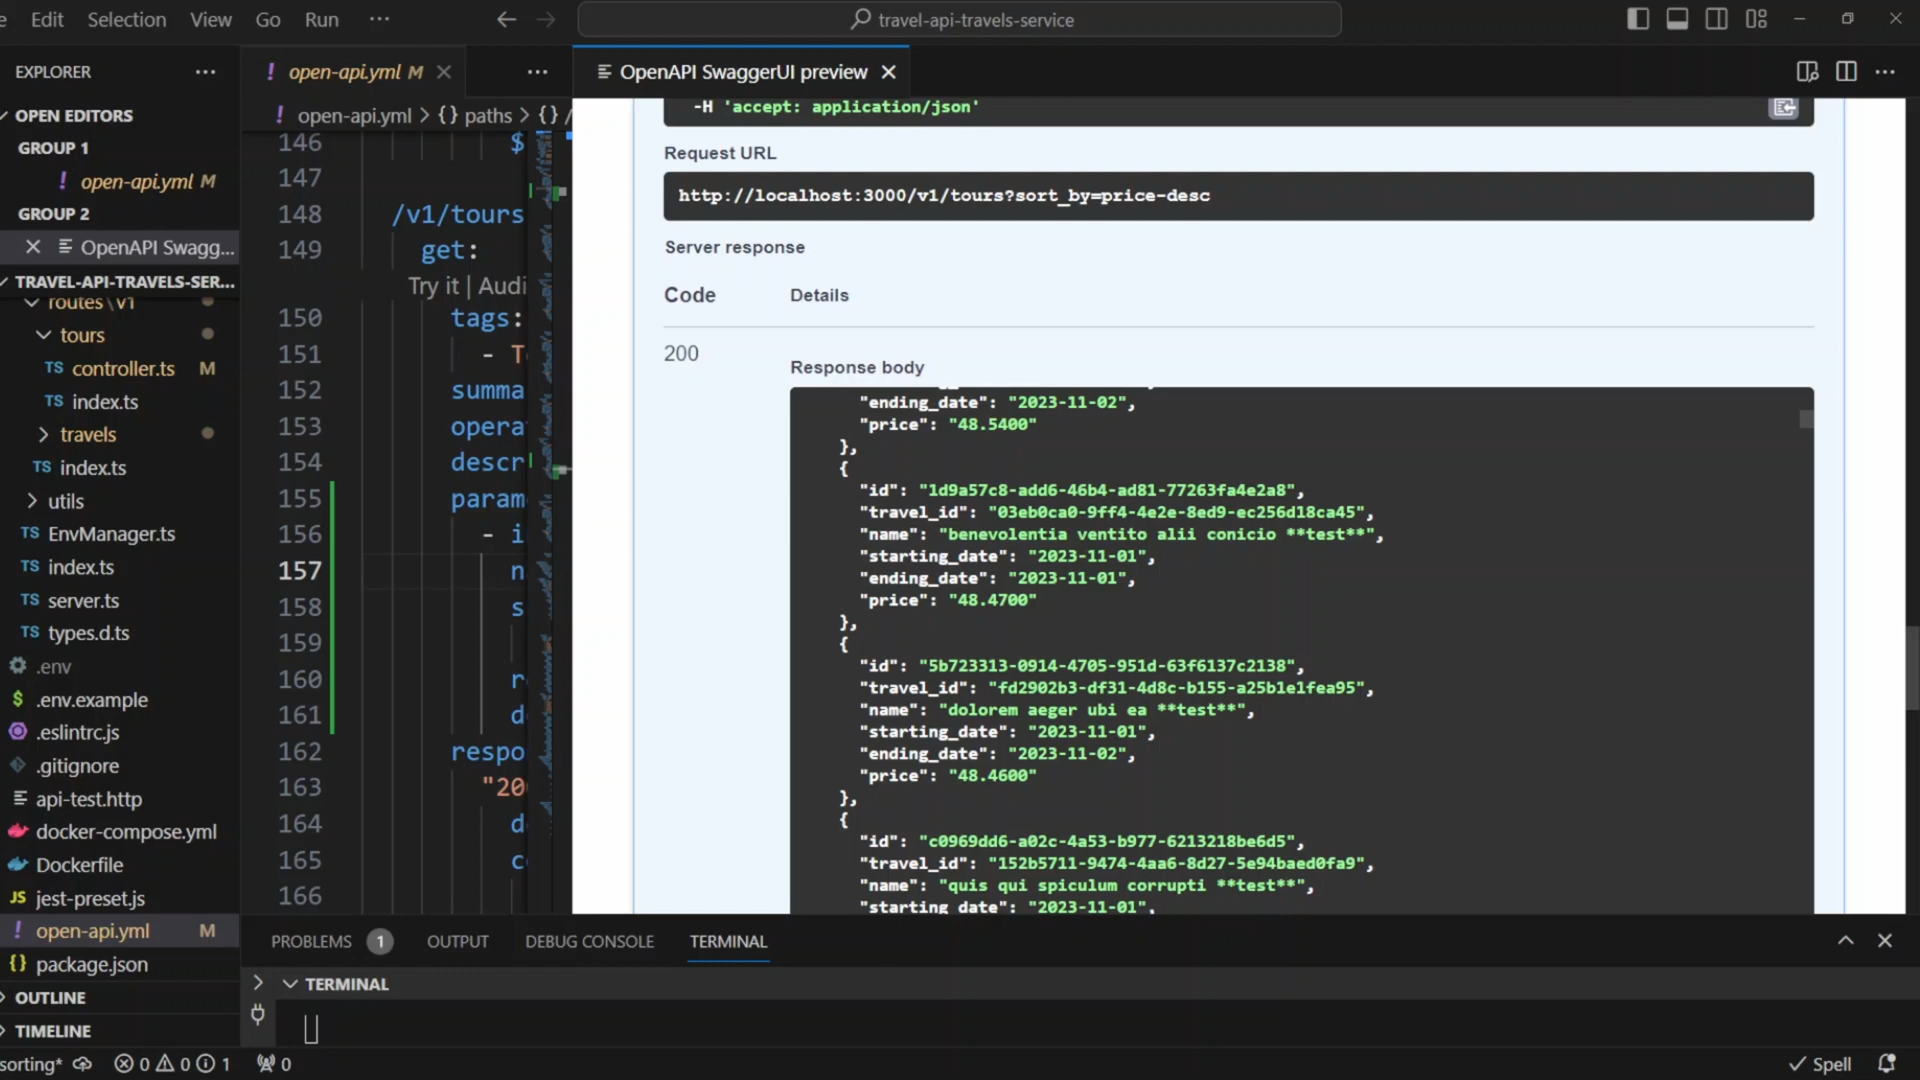 Edit Selection View Go Run ···
travel-api-travels-service
EXPLORER ···
OPEN EDITORS
GROUP 1
! open-api.yml M
GROUP 2
OpenAPI Swagg...
TRAVEL-API-TRAVELS-SER...
routes\v1
tours
TS controller.ts M
TS index.ts
travels
TS index.ts
utils
TS EnvManager.ts
TS index.ts
TS server.ts
TS types.d.ts
.env
$ .env.example
.eslintrc.js
.gitignore
api-test.http
docker-compose.yml
Dockerfile
JS jest-preset.js
! open-api.yml M
{} package.json
OUTLINE
TIMELINE
! open-api.yml M ···
! open-api.yml > {} paths > {} /
146 $
147
148 /v1/tours
149 get:
Try it | Audi
150 tags:
151 - T
152 summa
153 opera
154 descr
155 param
156 - i
157 n
158 s
159
160 r
161 d
162 respo
163 "20
164 d
165 c
166
OpenAPI SwaggerUI preview ···
-H 'accept: application/json'
Request URL
http://localhost:3000/v1/tours?sort_by=price-desc
Server response
Code Details
200
Response body
"ending_date": "2023-11-02",
"price": "48.5400"
},
{
"id": "1d9a57c8-add6-46b4-ad81-77263fa4e2a8",
"travel_id": "03eb0ca0-9ff4-4e2e-8ed9-ec256d18ca45",
"name": "benevolentia ventito alii conicio **test**",
"starting_date": "2023-11-01",
"ending_date": "2023-11-01",
"price": "48.4700"
},
{
"id": "5b723313-0914-4705-951d-63f6137c2138",
"travel_id": "fd2902b3-df31-4d8c-b155-a25b1e1fea95",
"name": "dolorem aeger ubi ea **test**",
"starting_date": "2023-11-01",
"ending_date": "2023-11-02",
"price": "48.4600"
},
{
"id": "c0969dd6-a02c-4a53-b977-6213218be6d5",
"travel_id": "152b5711-9474-4aa6-8d27-5e94baed0fa9",
"name": "quis qui spiculum corrupti **test**",
"starting_date": "2023-11-01",
PROBLEMS 1 OUTPUT DEBUG CONSOLE TERMINAL
TERMINAL
sorting* 0 0 1 0 Spell